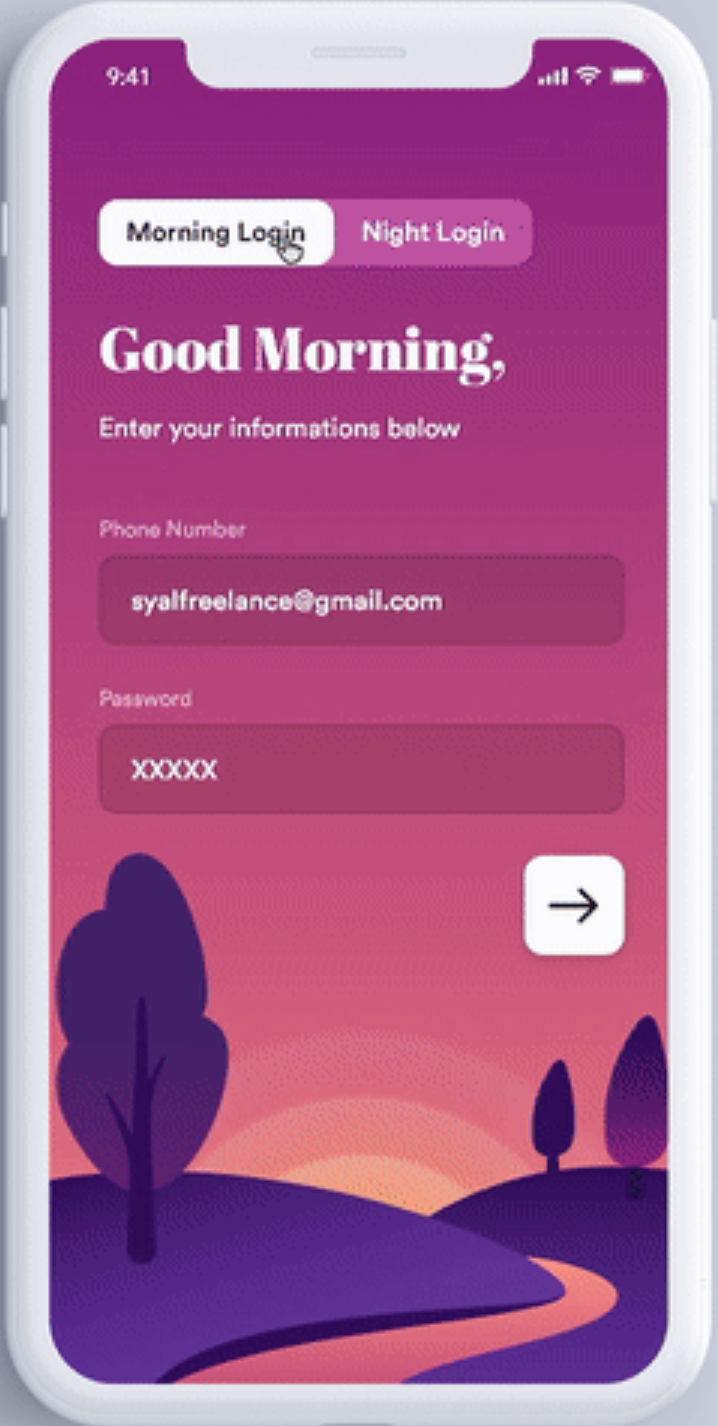 9:41
Morning Login Night Login
Good Morning,
Enter your informations below
Phone Number
syalfreelance@gmail.com
Password
XXXXX